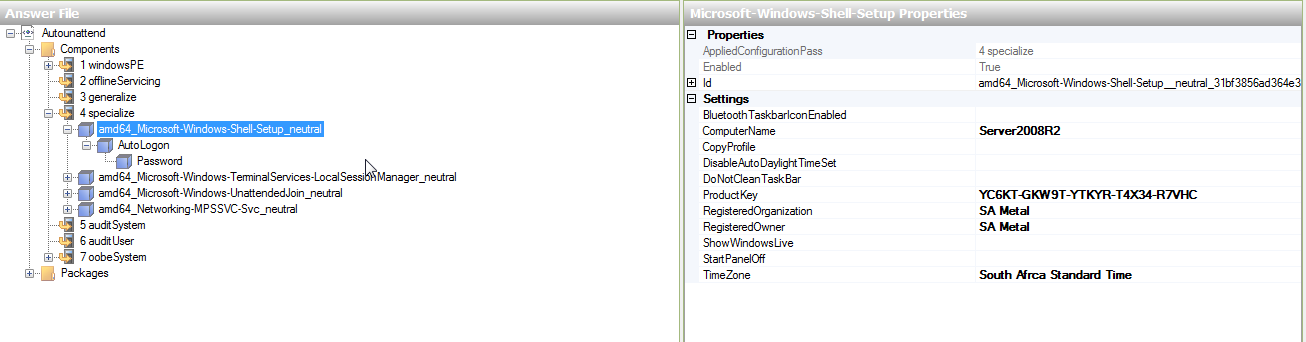 Answer File
Autounattend
Components
1 windowsPE
2 offlineServicing
3 generalize
4 specialize
amd64_Microsoft-Windows-Shell-Setup_neutral
AutoLogon
Password
amd64_Microsoft-Windows-TerminalServices-LocalSessionManager_neutral
amd64_Microsoft-Windows-UnattendedJoin_neutral
amd64_Networking-MPSSVC-Svc_neutral
5 auditSystem
6 auditUser
7 oobeSystem
Packages
Microsoft-Windows-Shell-Setup Properties
Properties
AppliedConfigurationPass 4 specialize
Enabled True
Id amd64_Microsoft-Windows-Shell-Setup__neutral_31bf3856ad364e3
Settings
BluetoothTaskbarIconEnabled
ComputerName Server2008R2
CopyProfile
DisableAutoDaylightTimeSet
DoNotCleanTaskBar
ProductKey YC6KT-GKW9T-YTKYR-T4X34-R7VHC
RegisteredOrganization SA Metal
RegisteredOwner SA Metal
ShowWindowsLive
StartPanelOff
TimeZone South Afrca Standard Time